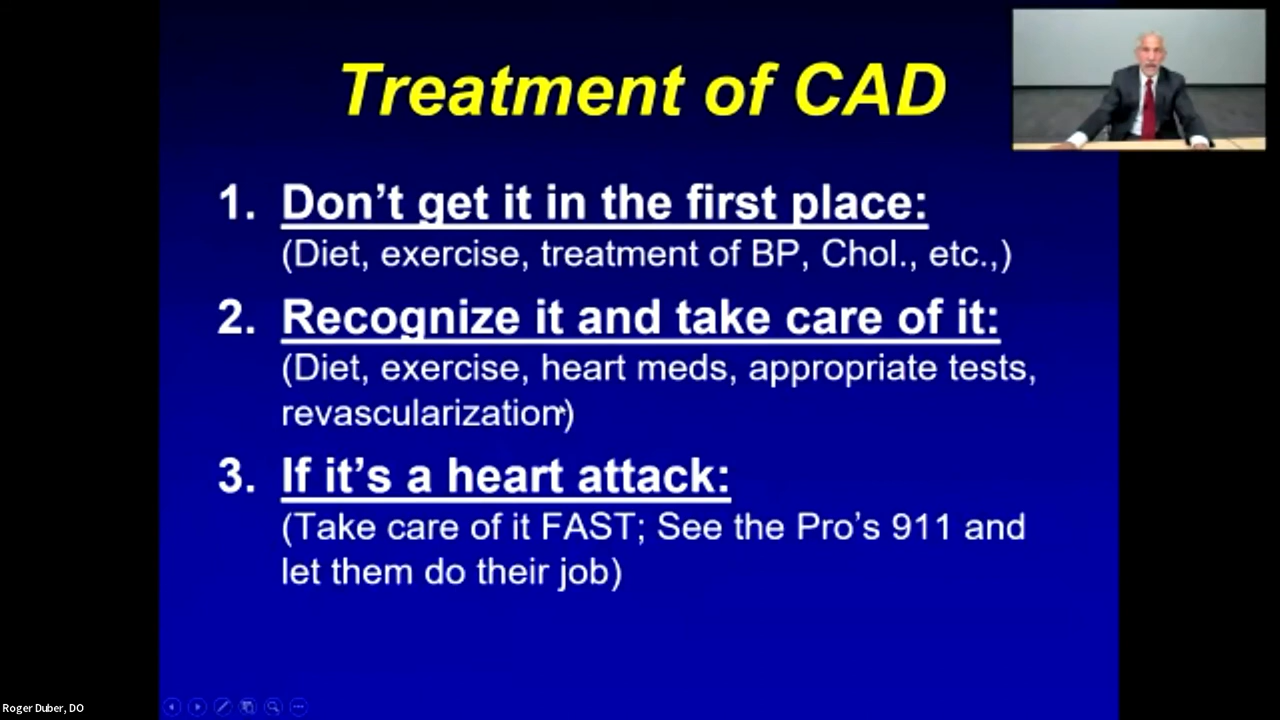 Treatment of CAD
1. Don’t get it in the first place:
(Diet, exercise, treatment of BP, Chol., etc.,)
2. Recognize it and take care of it:
(Diet, exercise, heart meds, appropriate tests,
revascularization)
3. If it’s a heart attack:
(Take care of it FAST; See the Pro’s 911 and
let them do their job)
Roger Duber, DO